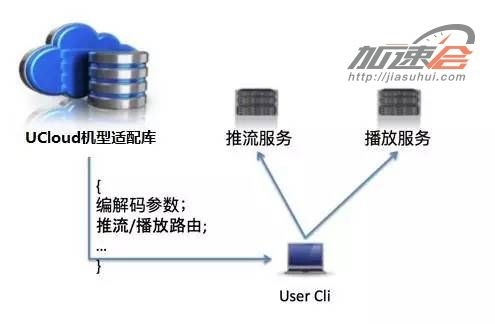 加速会
http://jiasuhui.com
UCloud机型适配库
推流服务
播放服务
{
编解码参数；
推流/播放路由;
...
}
User Cli